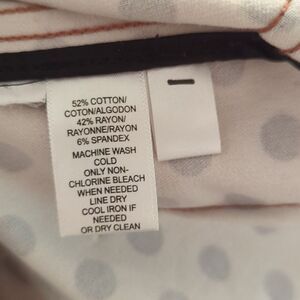 52% COTTON/
COTON/ALGODON
42% RAYON/
RAYONNE/RAYON
6% SPANDEX
MACHINE WASH
COLD
ONLY NON-
CHLORINE BLEACH
WHEN NEEDED
LINE DRY
COOL IRON IF
NEEDED
OR DRY CLEAN